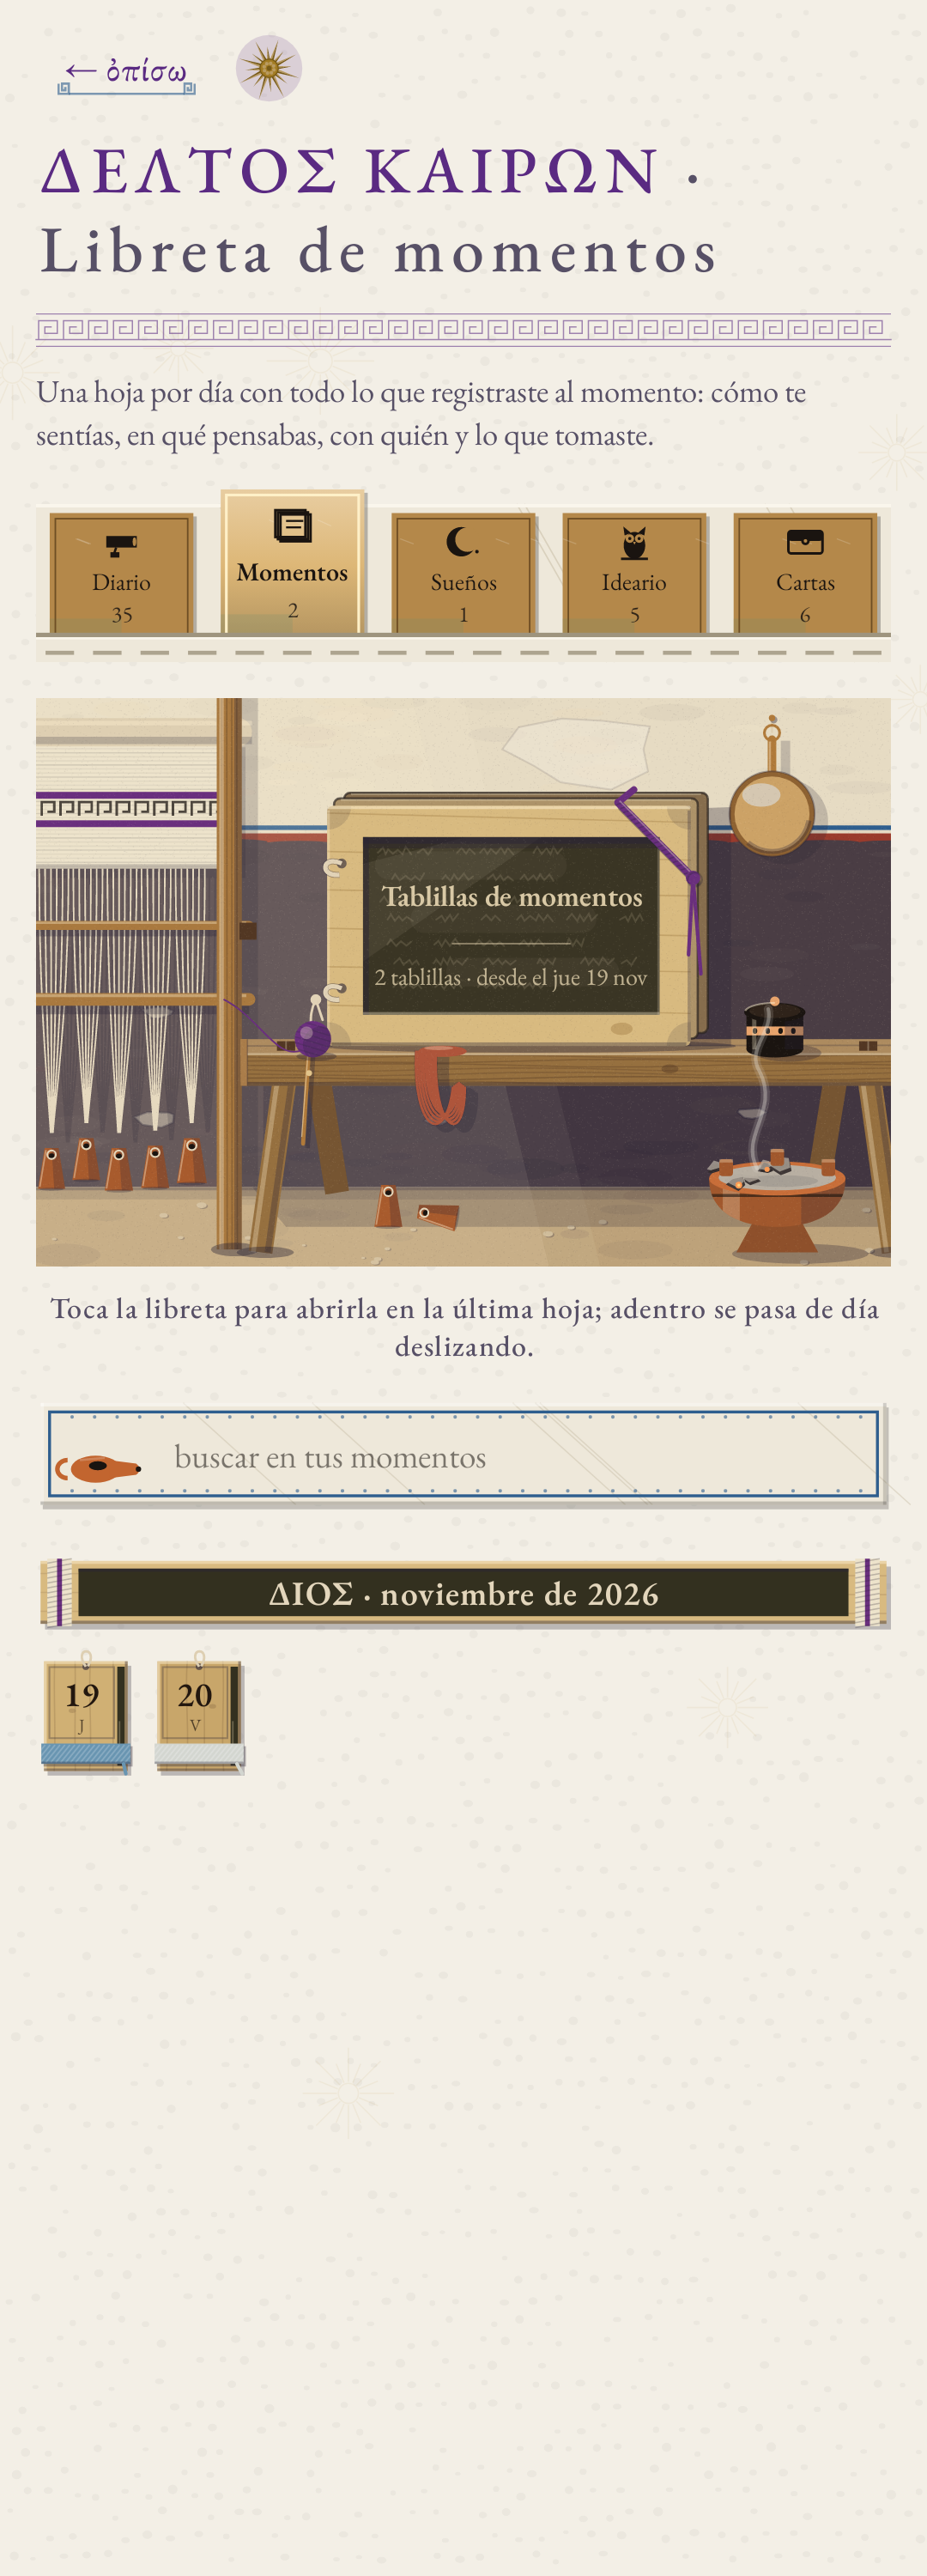 ← ὀπίσω
ΔΕΛΤΟΣ ΚΑΙΡΩΝ ·
Libreta de momentos
Una hoja por día con todo lo que registraste al momento: cómo te
sentías, en qué pensabas, con quién y lo que tomaste.
Diario
35
Momentos
2
Sueños
1
Ideario
5
Cartas
6
Tablillas de momentos
2 tablillas · desde el jue 19 nov
Toca la libreta para abrirla en la última hoja; adentro se pasa de día
deslizando.
buscar en tus momentos
ΔΙΟΣ · noviembre de 2026
19
J
20
V